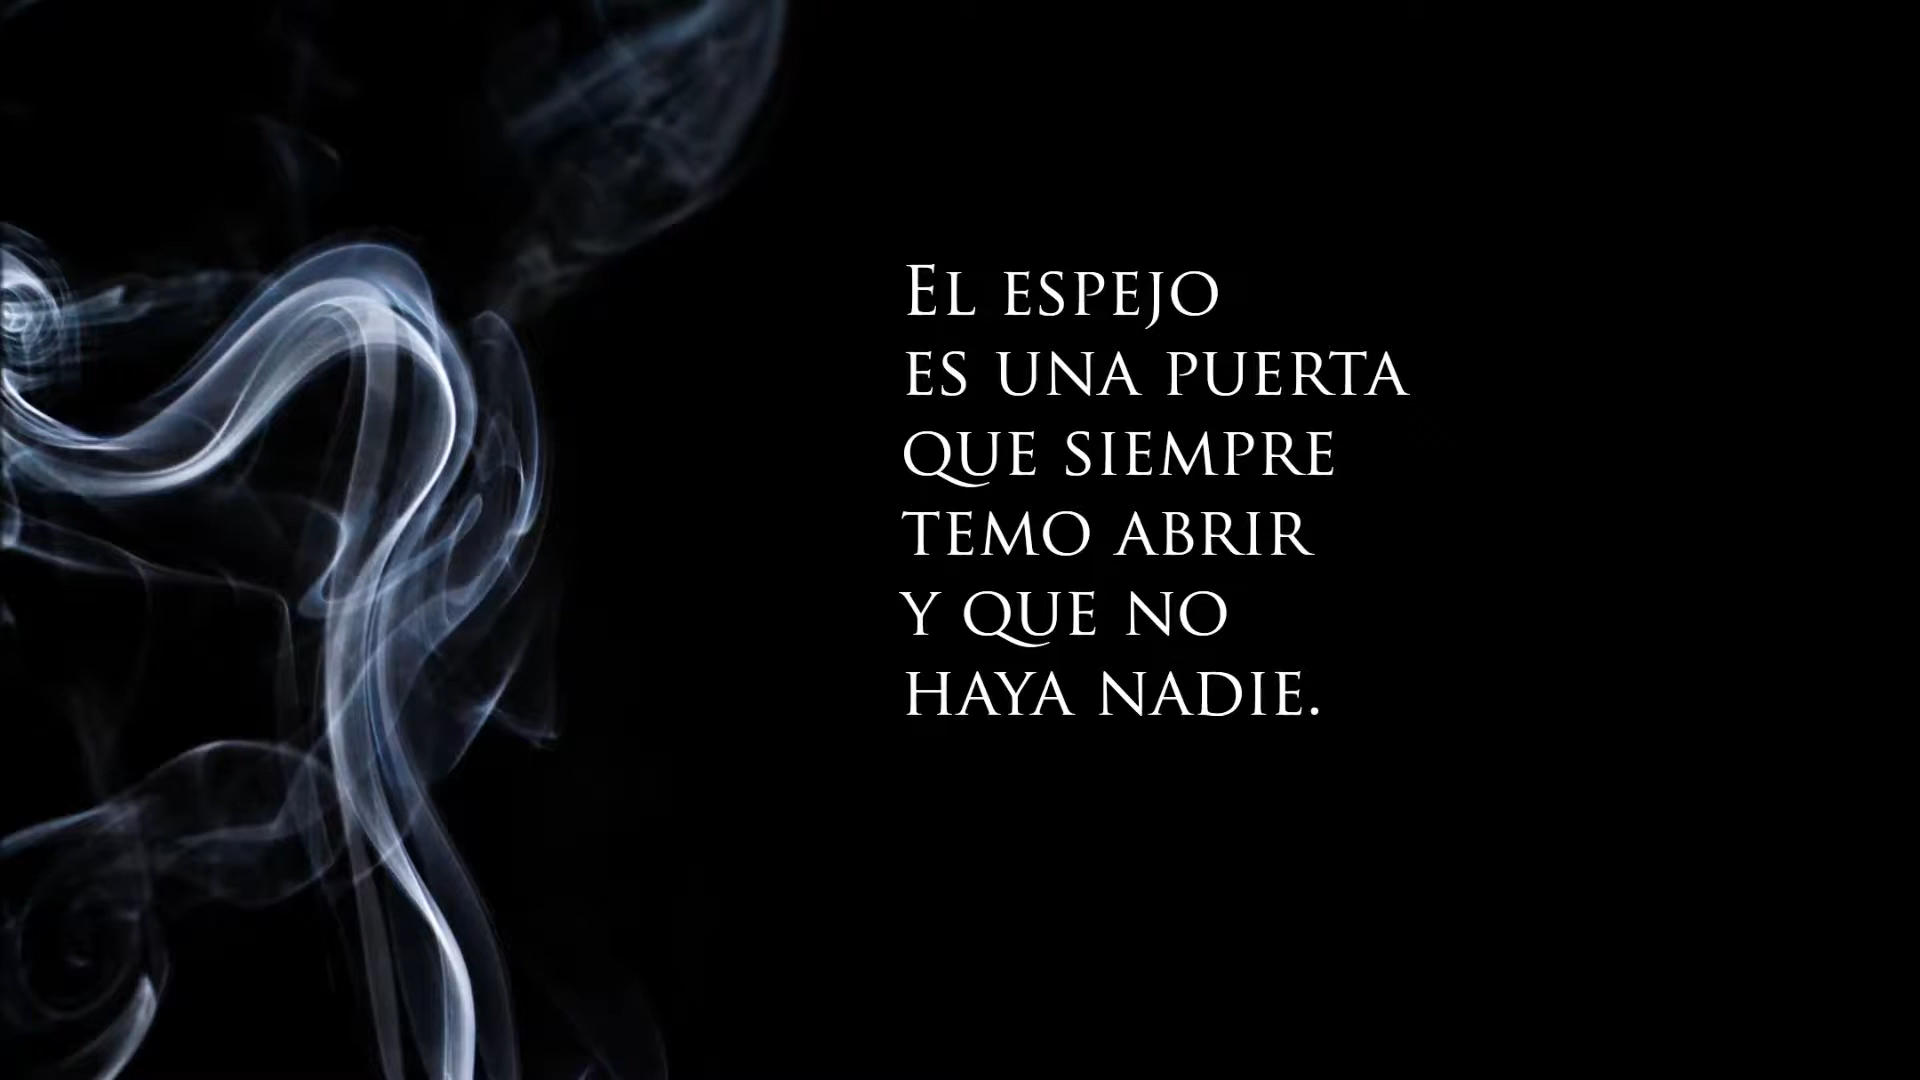 El espejo
es una puerta
que siempre
temo abrir
y que no
haya nadie.